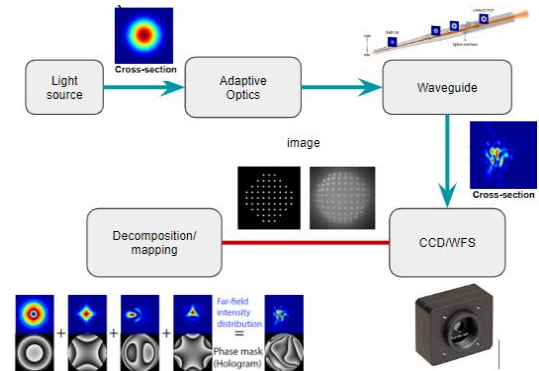 Cross-section
Light
source
Adaptive
Optics
Waveguide
image
Cross-section
Decomposition/
mapping
CCD/WFS
Far-field
intensity
distribution
+ + + =
Phase mask
(Hologram)